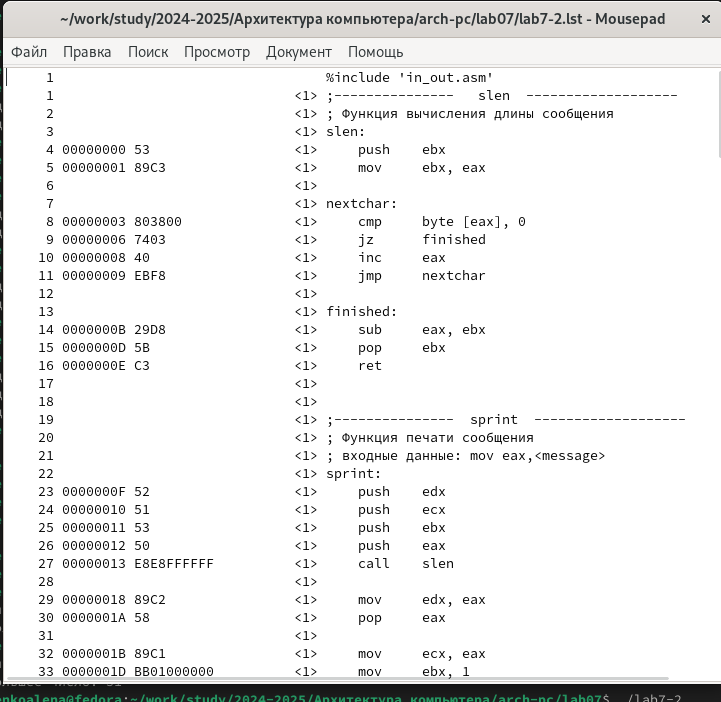 ~/work/study/2024-2025/Архитектура компьютера/arch-pc/lab07/lab7-2.lst - Mousepad ×
Файл Правка Поиск Просмотр Документ Помощь
1 %include 'in_out.asm'
1 <1> ;--------------- slen -------------------
2 <1> ; Функция вычисления длины сообщения
3 <1> slen:
4 00000000 53 <1> push ebx
5 00000001 89C3 <1> mov ebx, eax
6 <1>
7 <1> nextchar:
8 00000003 803800 <1> cmp byte [eax], 0
9 00000006 7403 <1> jz finished
10 00000008 40 <1> inc eax
11 00000009 EBF8 <1> jmp nextchar
12 <1>
13 <1> finished:
14 0000000B 29D8 <1> sub eax, ebx
15 0000000D 5B <1> pop ebx
16 0000000E C3 <1> ret
17 <1>
18 <1>
19 <1> ;--------------- sprint -------------------
20 <1> ; Функция печати сообщения
21 <1> ; входные данные: mov eax,<message>
22 <1> sprint:
23 0000000F 52 <1> push edx
24 00000010 51 <1> push ecx
25 00000011 53 <1> push ebx
26 00000012 50 <1> push eax
27 00000013 E8E8FFFFFF <1> call slen
28 <1>
29 00000018 89C2 <1> mov edx, eax
30 0000001A 58 <1> pop eax
31 <1>
32 0000001B 89C1 <1> mov ecx, eax
33 0000001D BB01000000 <1> mov ebx, 1
nkoalena@fedora:~/work/study/2024-2025/Архитектура компьютера/arch-pc/lab07$ ./lab7-2